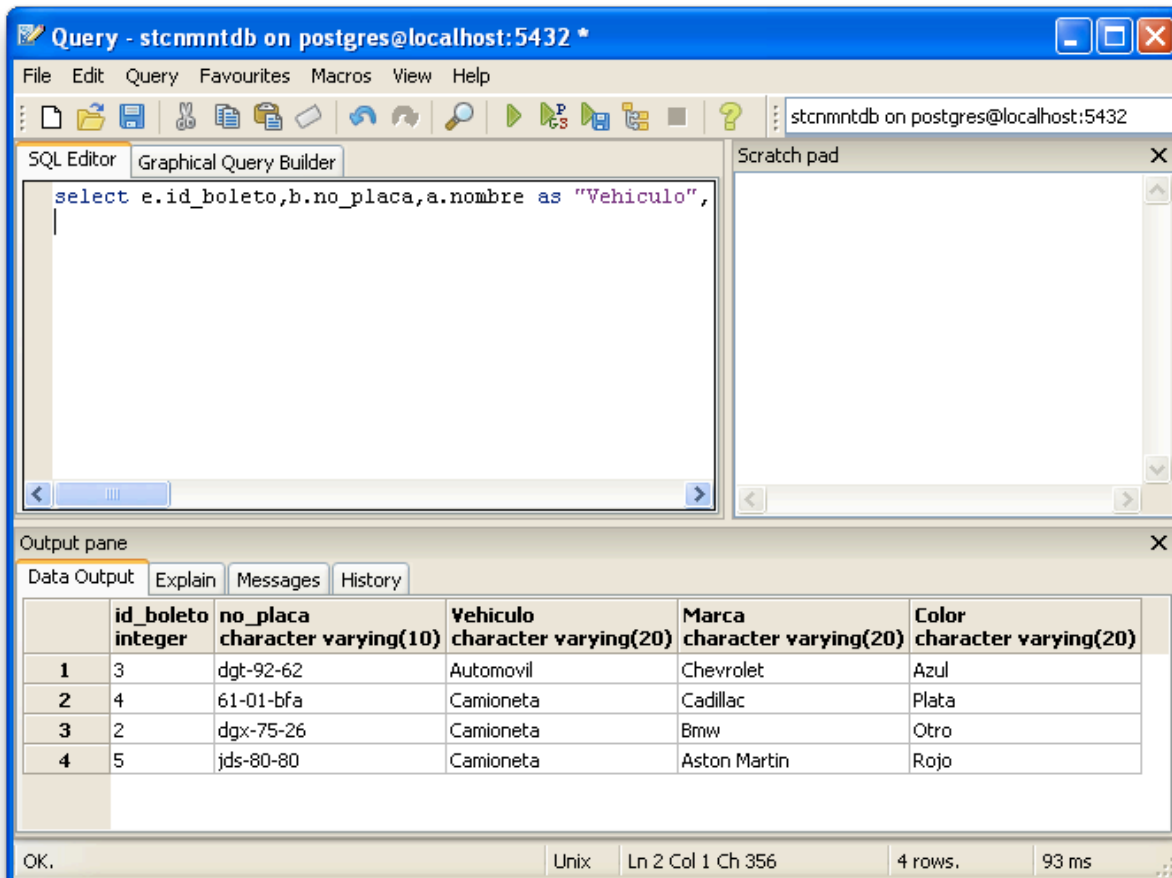 Query - stcnmntdb on postgres@localhost:5432 *
File Edit Query Favourites Macros View Help
stcnmntdb on postgres@localhost:5432
SQL Editor Graphical Query Builder
Scratch pad
select e.id_boleto,b.no_placa,a.nombre as "Vehiculo",
Output pane
Data Output Explain Messages History
id_boleto no_placa Vehiculo Marca Color
integer character varying(10) character varying(20) character varying(20) character varying(20)
1 3 dgt-92-62 Automovil Chevrolet Azul
2 4 61-01-bfa Camioneta Cadillac Plata
3 2 dgx-75-26 Camioneta Bmw Otro
4 5 jds-80-80 Camioneta Aston Martin Rojo
OK. Unix Ln 2 Col 1 Ch 356 4 rows. 93 ms